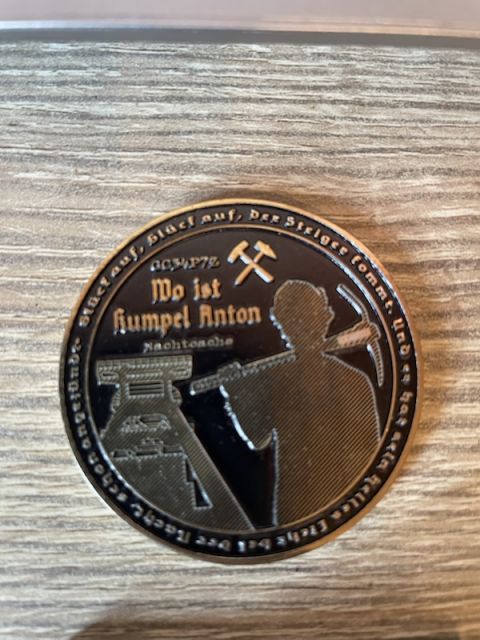 Glück auf, Glück auf, der Steiger kommt. Und er hat sein helles Licht bei der Nacht, schon angezünd't
GC34P7Z
Wo ist
Kumpel Anton
Nachtcache